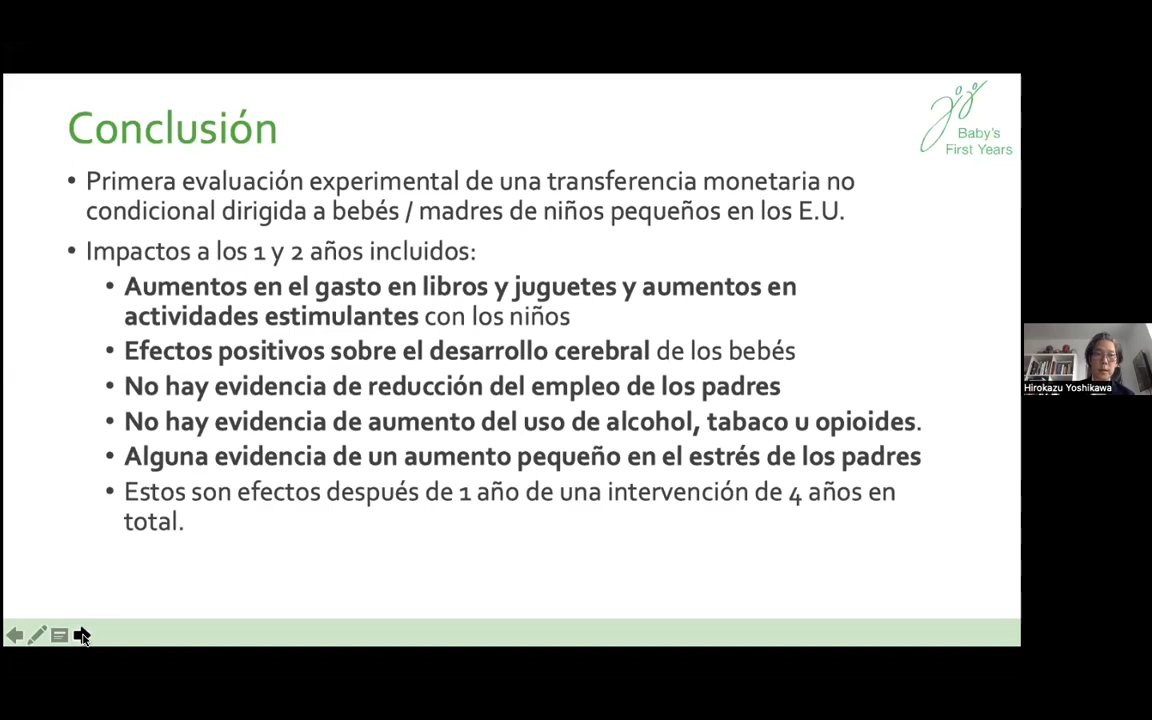 Conclusión
Baby's
First Years
• Primera evaluación experimental de una transferencia monetaria no
condicional dirigida a bebés / madres de niños pequeños en los E.U.
• Impactos a los 1 y 2 años incluidos:
• Aumentos en el gasto en libros y juguetes y aumentos en
actividades estimulantes con los niños
• Efectos positivos sobre el desarrollo cerebral de los bebés
• No hay evidencia de reducción del empleo de los padres
• No hay evidencia de aumento del uso de alcohol, tabaco u opioides.
• Alguna evidencia de un aumento pequeño en el estrés de los padres
• Estos son efectos después de 1 año de una intervención de 4 años en
total.
Hirokazu Yoshikawa